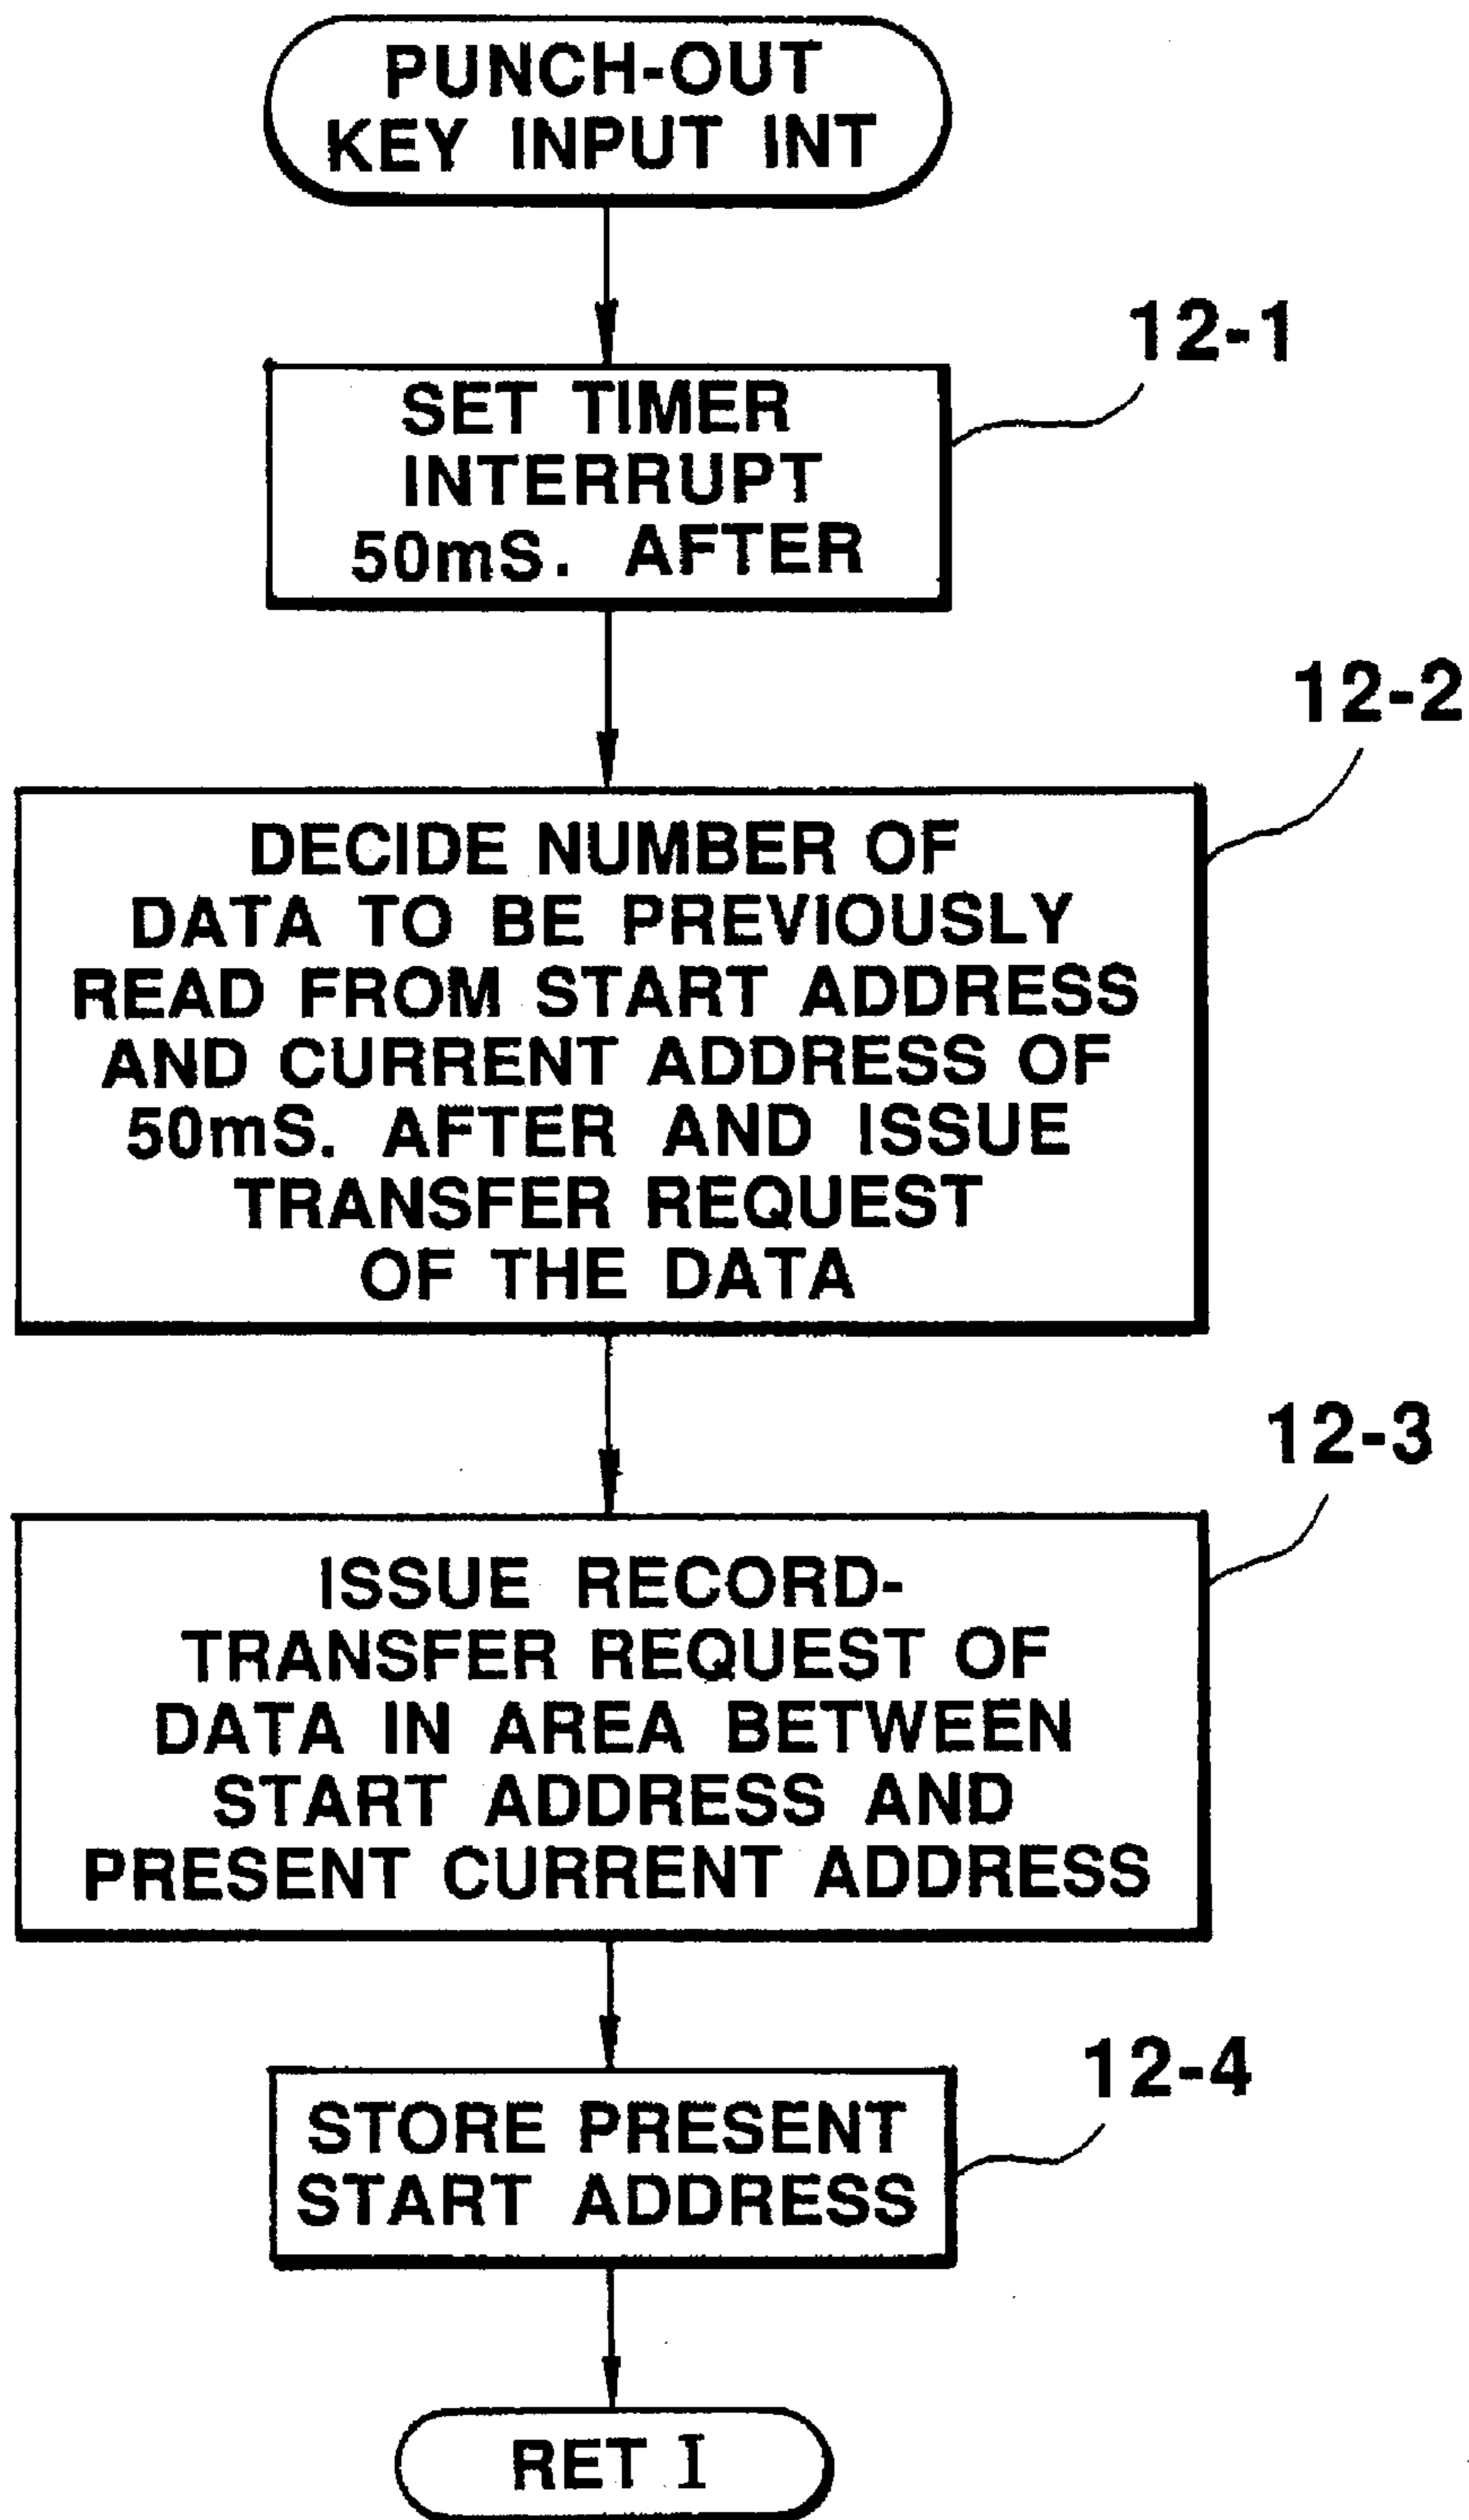 PUNCH-OUT
KEY INPUT INT
12-1
SET TIMER
INTERRUPT
50mS. AFTER
12-2
DECIDE NUMBER OF
DATA TO BE PREVIOUSLY
READ FROM START ADDRESS
AND CURRENT ADDRESS OF
50mS. AFTER AND ISSUE
TRANSFER REQUEST
OF THE DATA
12-3
ISSUE RECORD-
TRANSFER REQUEST OF
DATA IN AREA BETWEEN
START ADDRESS AND
PRESENT CURRENT ADDRESS
12-4
STORE PRESENT
START ADDRESS
RET I